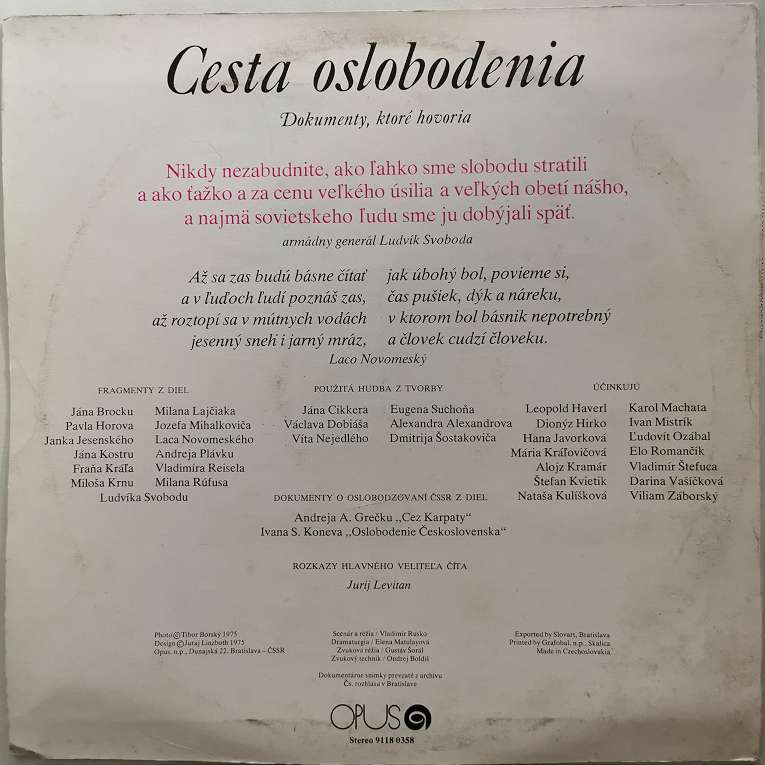 Cesta oslobodenia
Dokumenty, ktoré hovoria
Nikdy nezabudnite, ako ľahko sme slobodu stratili
a ako ťažko a za cenu veľkého úsilia a veľkých obetí nášho,
a najmä sovietskeho ľudu sme ju dobýjali späť.
armádny generál Ludvík Svoboda
Až sa zas budú básne čítať
a v ľuďoch ľudí poznáš zas,
až roztopí sa v mútnych vodách
jesenný sneh i jarný mráz,
jak úbohý bol, povieme si,
čas pušiek, dýk a náreku,
v ktorom bol básnik nepotrebný
a človek cudzí človeku.
Laco Novomeský
FRAGMENTY Z DIEL
Jána Brocku
Pavla Horova
Janka Jesenského
Jána Kostru
Fraňa Kráľa
Miloša Krnu
Milana Lajčiaka
Jozefa Mihalkoviča
Laca Novomeského
Andreja Plávku
Vladimíra Reisela
Milana Rúfusa
Ludvíka Svobodu
POUŽITÁ HUDBA Z TVORBY
Jána Cikkera
Václava Dobiáša
Víta Nejedlého
Eugena Suchoňa
Alexandra Alexandrova
Dmitrija Šostakoviča
ÚČINKUJÚ
Leopold Haverl
Dionýz Hirko
Hana Javorková
Mária Kráľovičová
Alojz Kramár
Štefan Kvietik
Nataša Kulíšková
Karol Machata
Ivan Mistrík
Ľudovít Ozábal
Elo Romančík
Vladimír Štefuca
Darina Vašíčková
Viliam Záborský
DOKUMENTY O OSLOBODZOVANÍ ČSSR Z DIEL
Andreja A. Grečku „Cez Karpaty"
Ivana S. Koneva „Oslobodenie Československa"
ROZKAZY HLAVNÉHO VELITEĽA ČÍTA
Jurij Levitan
Photo © Tibor Borský 1975
Design © Juraj Linzboth 1975
Opus, n.p., Dunajská 22, Bratislava – ČSSR
Scenár a réžia / Vladimír Rusko
Dramaturgia / Elena Matulayová
Zvuková réžia / Gustáv Šorál
Zvukový technik / Ondrej Boldiš
Dokumentárne snímky prevzaté z archívu
Čs. rozhlasu v Bratislave
Exported by Slovart, Bratislava
Printed by Grafobal, n.p., Skalica
Made in Czechoslovakia
OPUS
Stereo 9118 0358